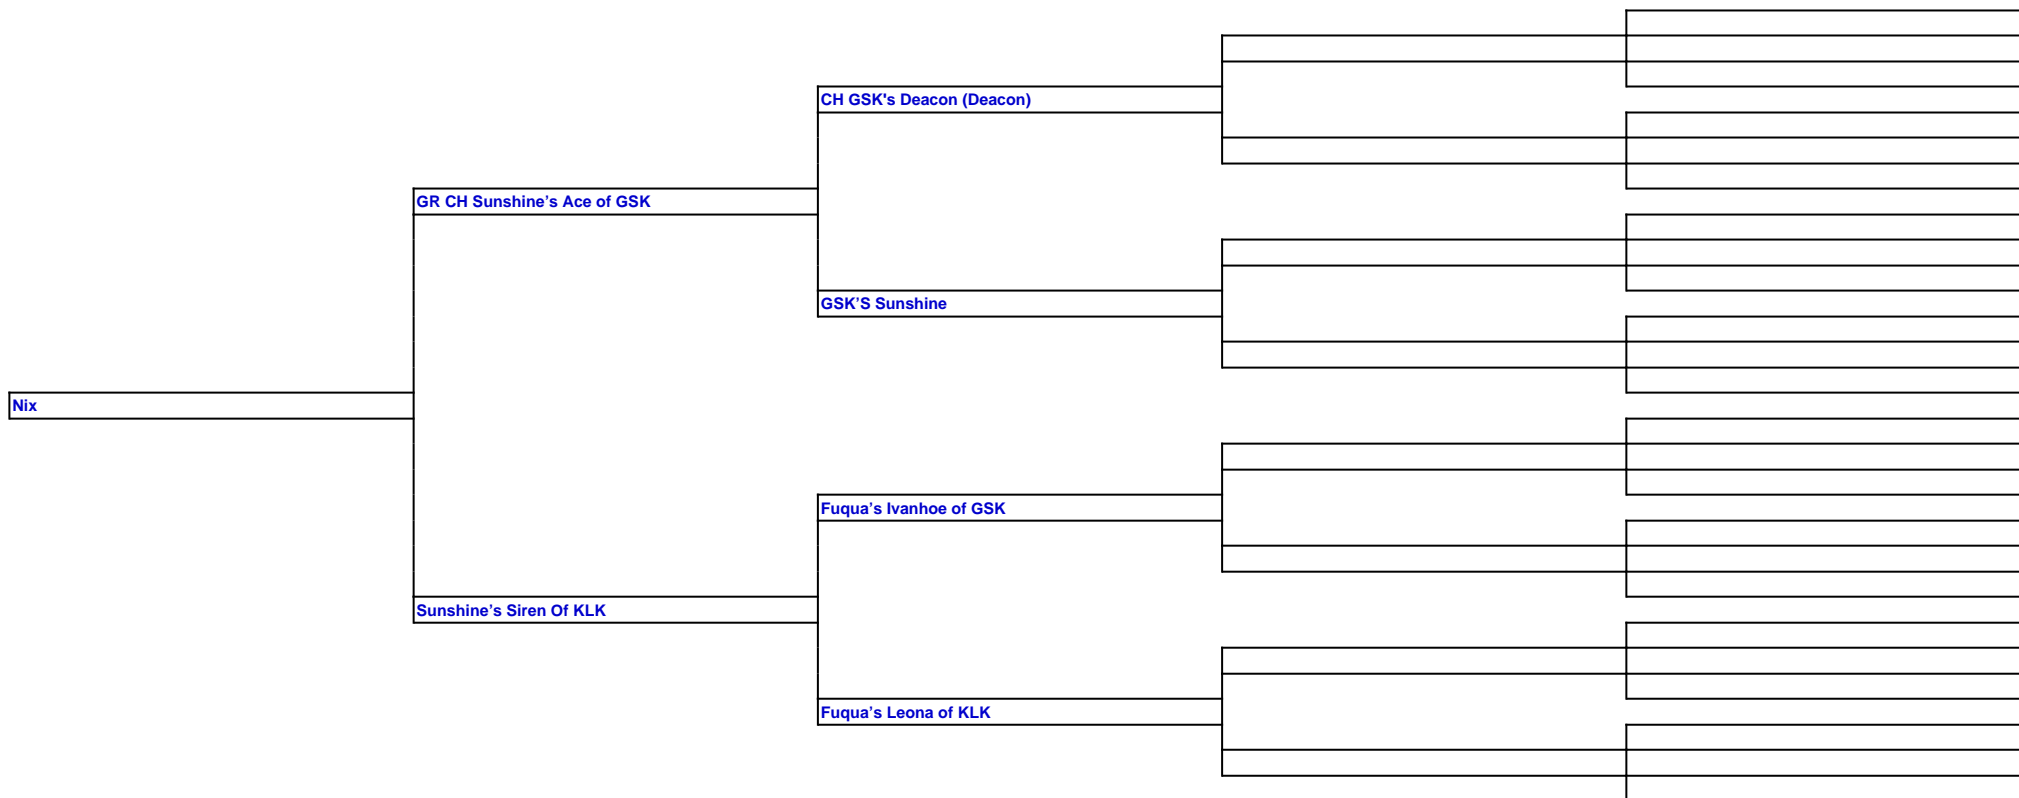 CH GSK's Deacon (Deacon)
GR CH Sunshine’s Ace of GSK
GSK’S Sunshine
Nix
Fuqua’s Ivanhoe of GSK
Sunshine’s Siren Of KLK
Fuqua’s Leona of KLK